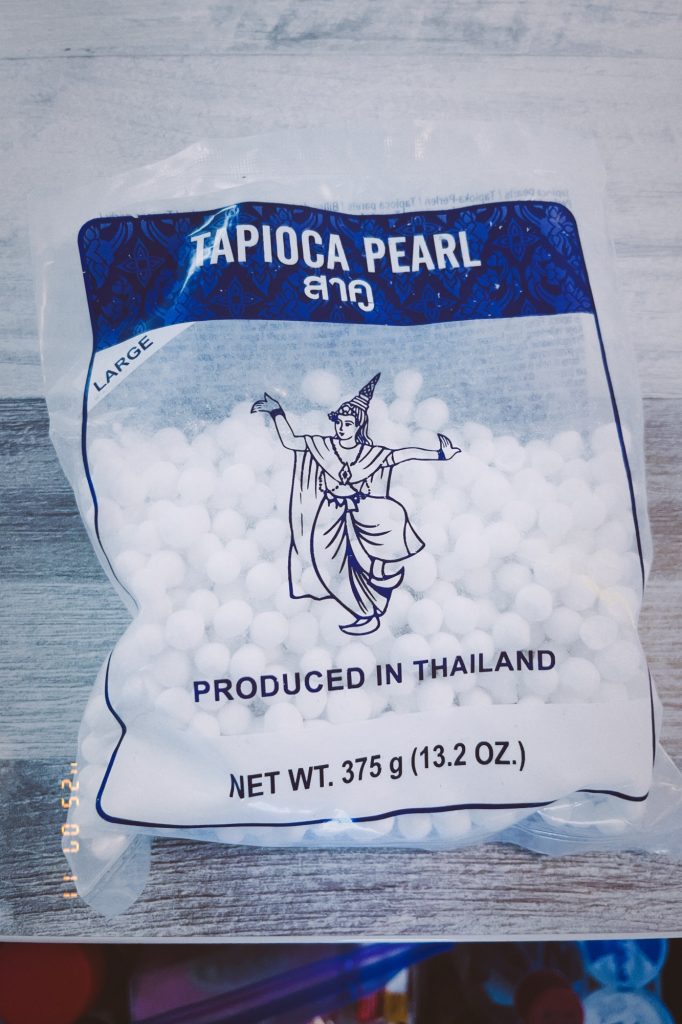 TAPIOCA PEARL
สาคู
LARGE
PRODUCED IN THAILAND
NET WT. 375 g (13.2 OZ.)